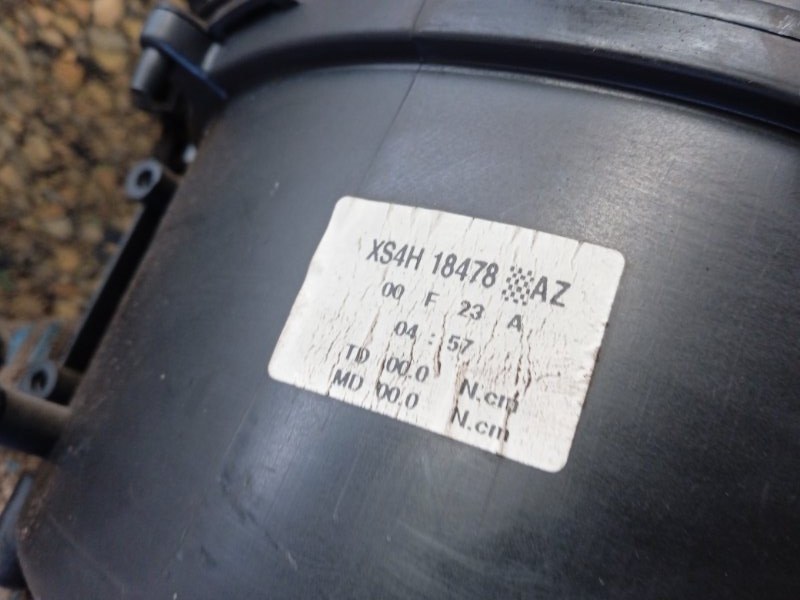 XS4H 18478 AZ
00 F 23 A
04 : 57
TD 00.0 N.cm
MD 00.0 N.cm